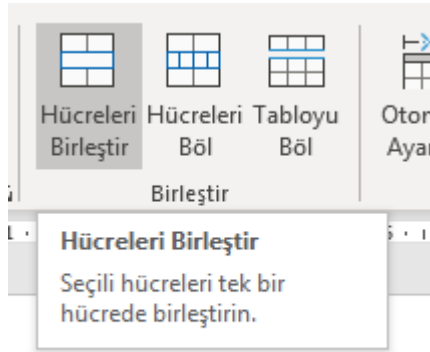 Hücreleri Birleştir
Hücreleri Böl
Tabloyu Böl
Birleştir
Hücreleri Birleştir
Seçili hücreleri tek bir
hücrede birleştirin.